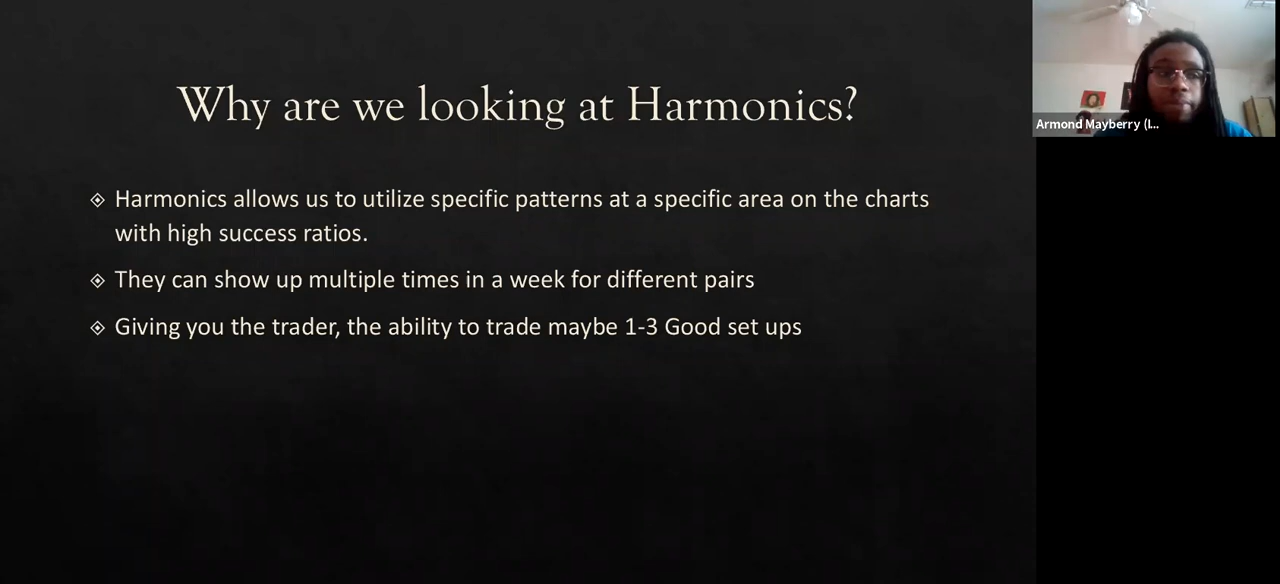 Why are we looking at Harmonics?
Harmonics allows us to utilize specific patterns at a specific area on the charts
with high success ratios.
They can show up multiple times in a week for different pairs
Giving you the trader, the ability to trade maybe 1-3 Good set ups
Armond Mayberry (L...